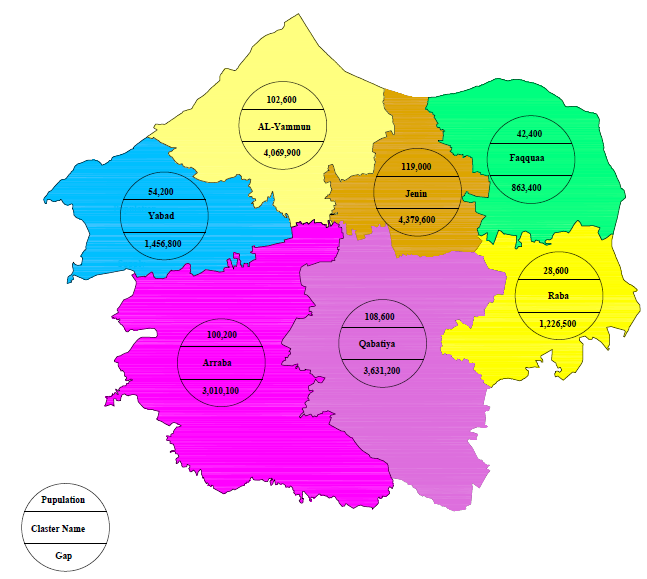 102,600
AL-Yammun
4,069,900
42,400
Faqquaa
863,400
119,000
Jenin
4,379,600
54,200
Yabad
1,456,800
28,600
Raba
1,226,500
108,600
Qabatiya
3,631,200
100,200
Arraba
3,010,100
Pupulation
Claster Name
Gap